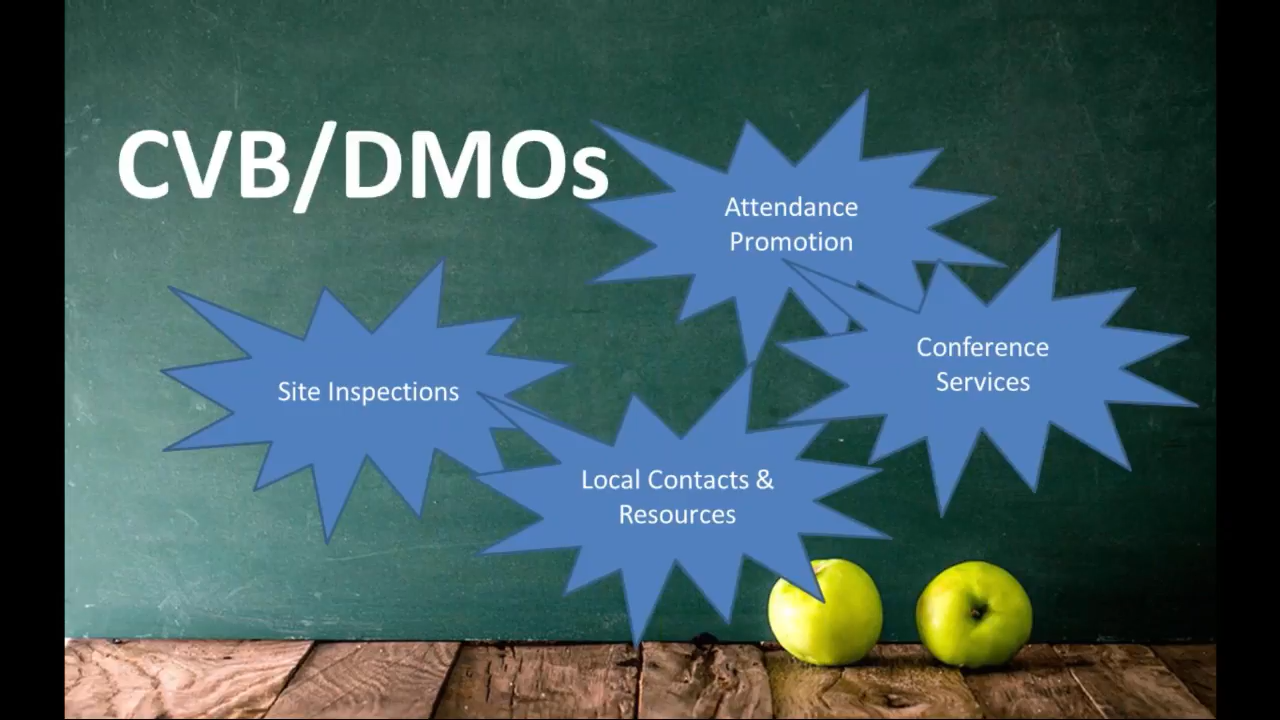 CVB/DMOs
Attendance
Promotion
Conference
Services
Site Inspections
Local Contacts &
Resources